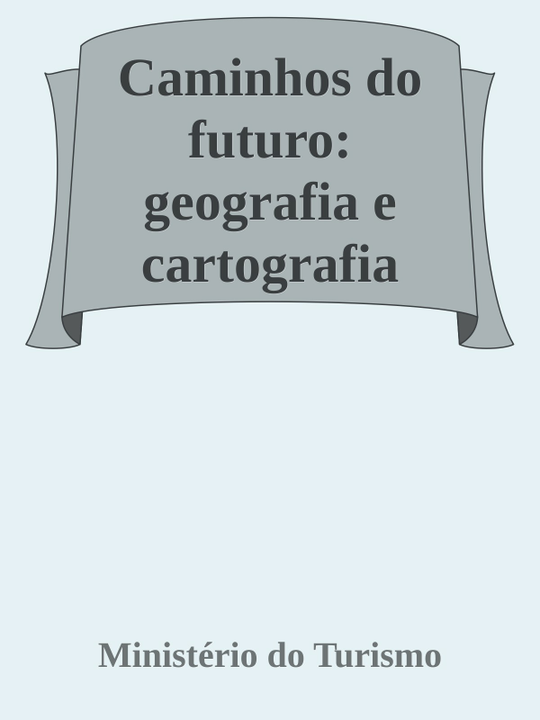 Caminhos do
futuro:
geografia e
cartografia
Ministério do Turismo